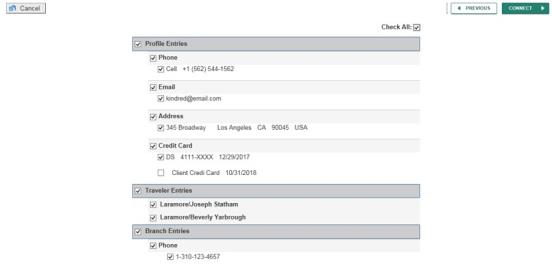 Cancel
PREVIOUS
CONNECT
Check All:
Profile Entries
Phone
Cell +1 (562) 544-1562
Email
kindred@email.com
Address
345 Broadway Los Angeles CA 90045 USA
Credit Card
DS 4111-XXXX 12/29/2017
Client Credi Card 10/31/2018
Traveler Entries
Laramore/Joseph Statham
Laramore/Beverly Yarbrough
Branch Entries
Phone
1-310-123-4657